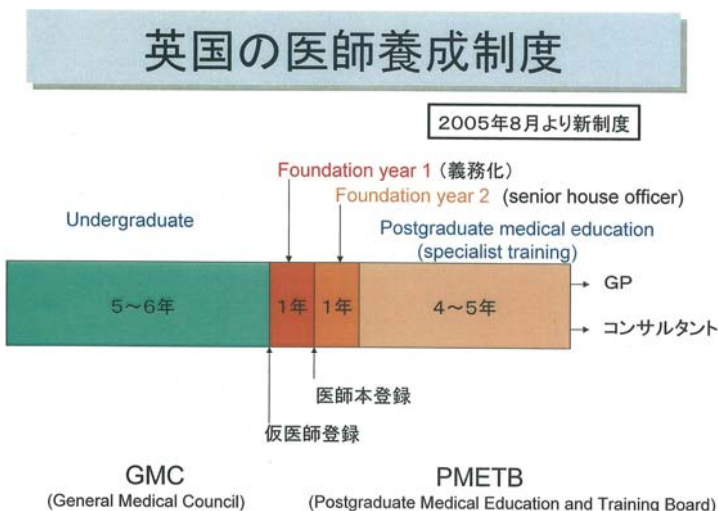 英国の医師養成制度
2005年8月より新制度
Foundation year 1 (義務化)
Foundation year 2 (senior house officer)
Undergraduate
Postgraduate medical education
(specialist training)
5～6年
1年
1年
4～5年
GP
コンサルタント
医師本登録
仮医師登録
GMC
(General Medical Council)
PMETB
(Postgraduate Medical Education and Training Board)